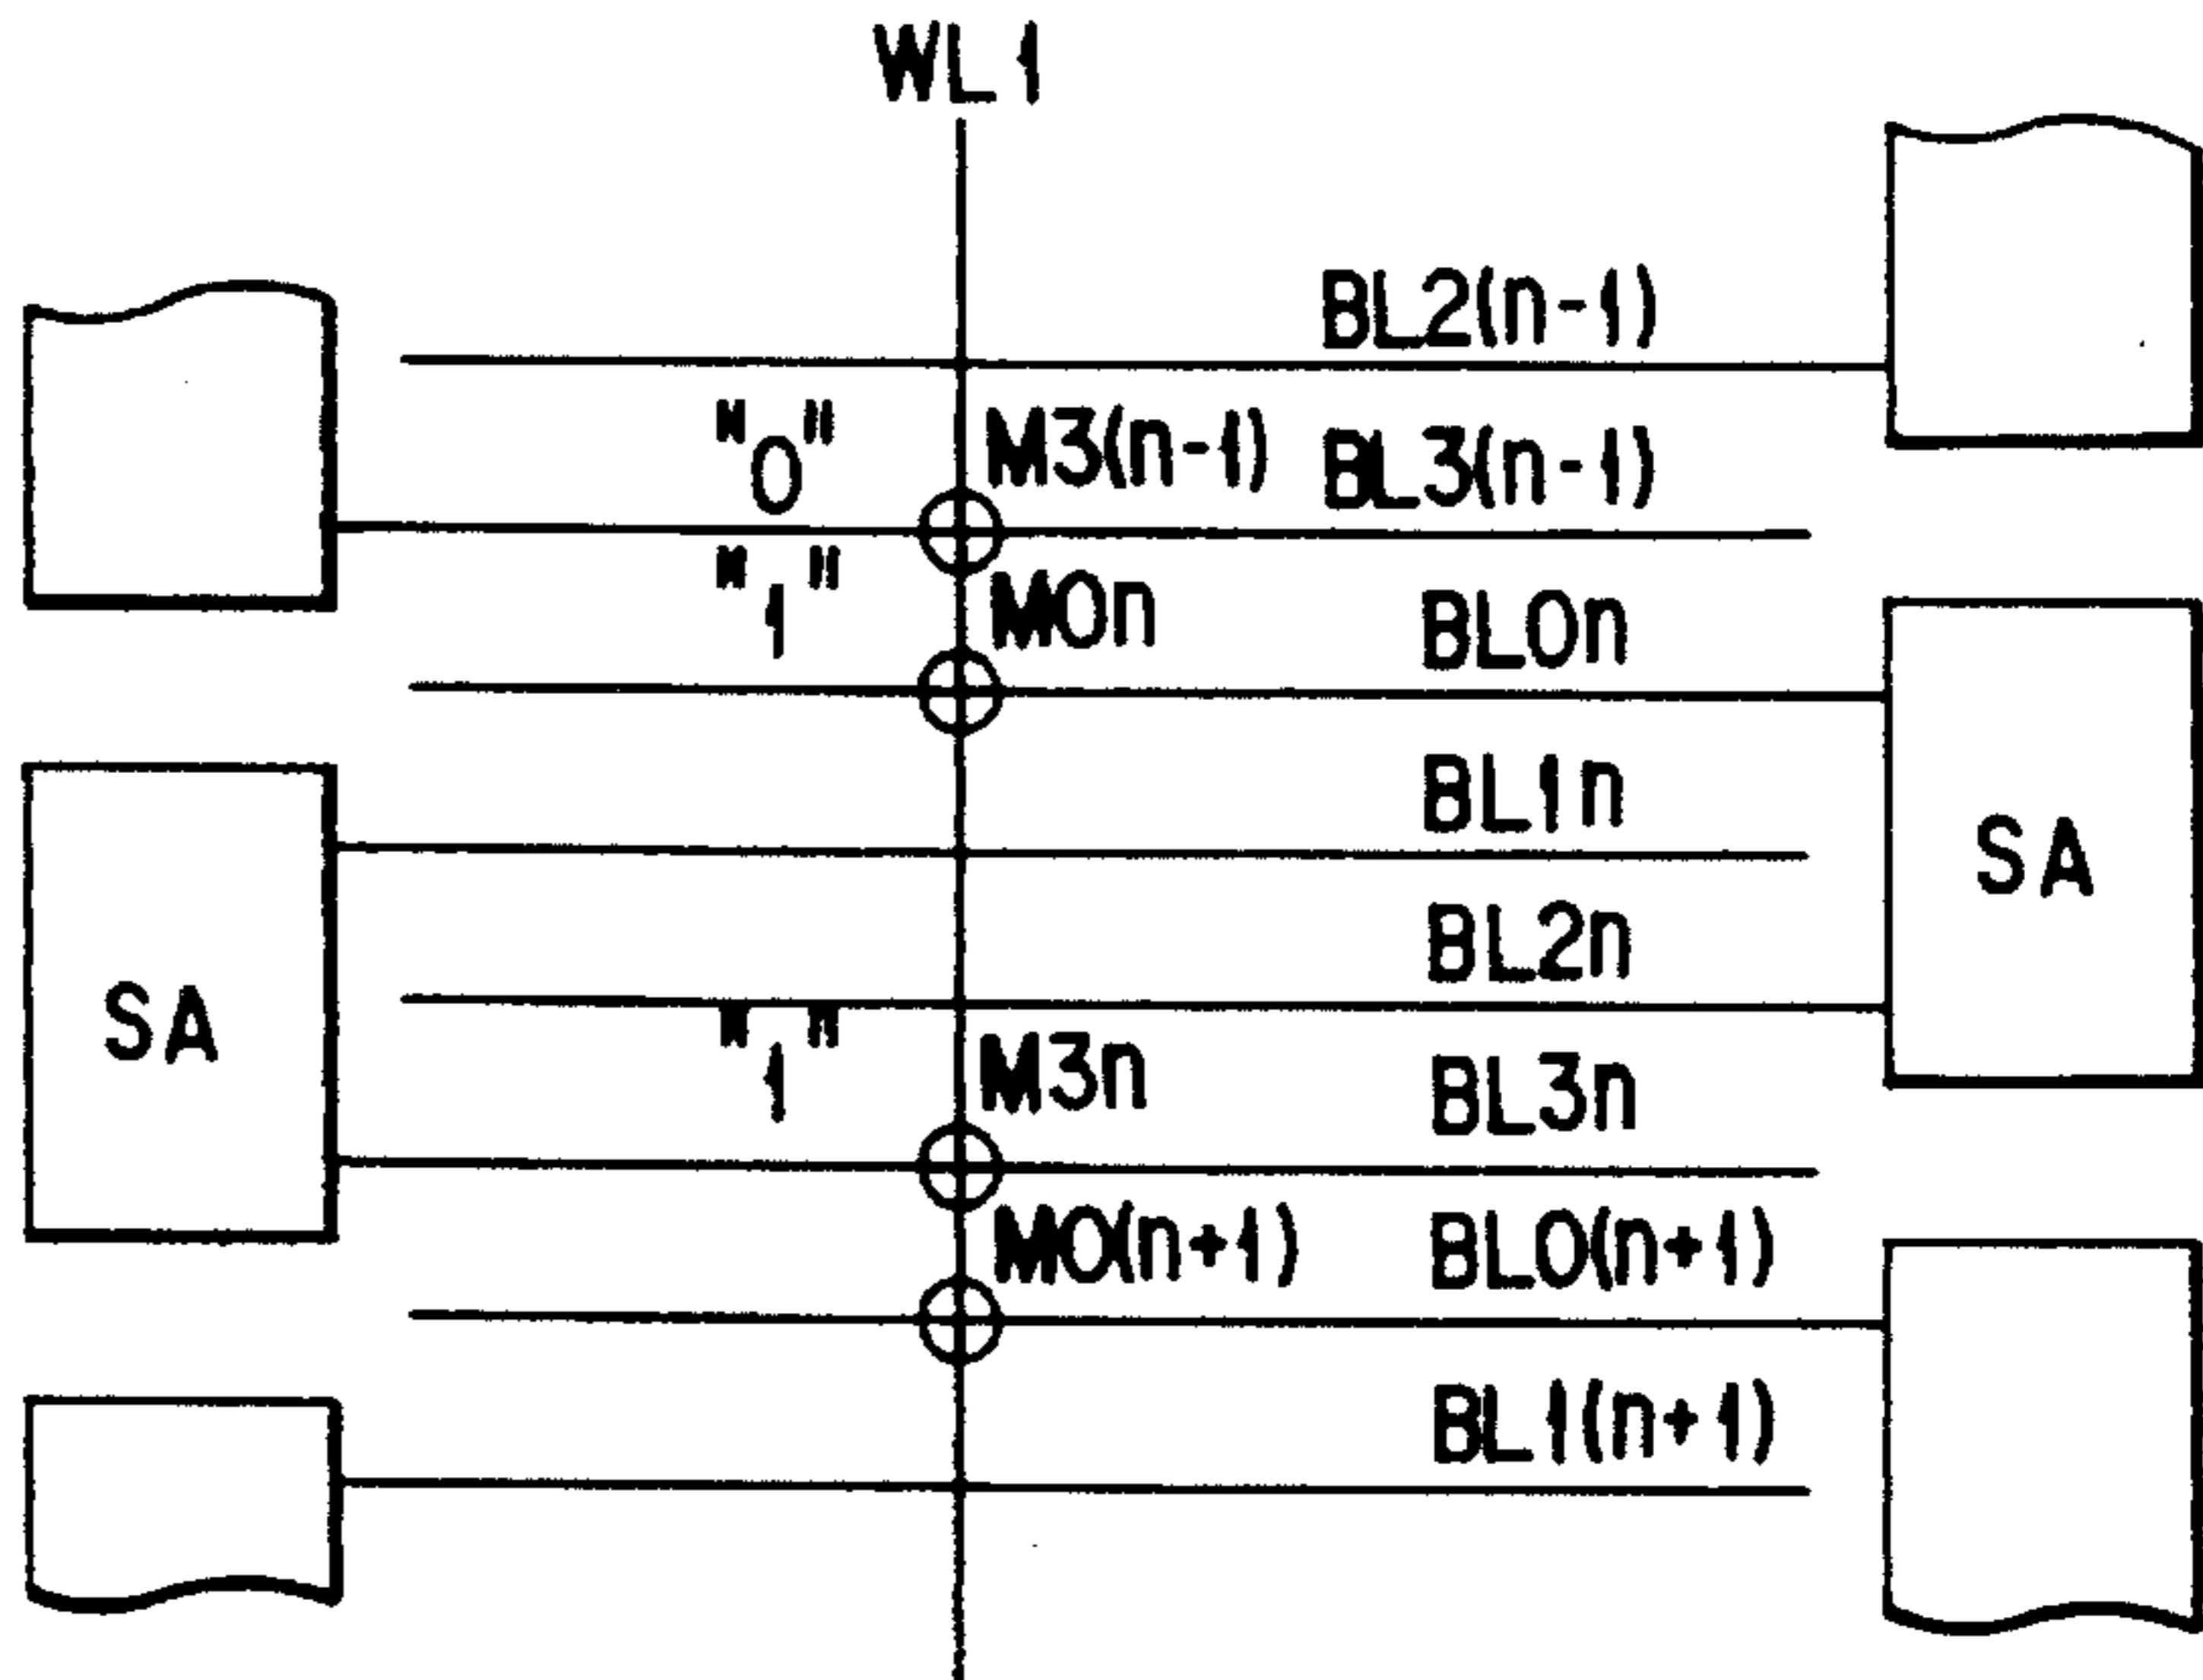 WL1
BL2(n-1)
"0" M3(n-1) BL3(n-1)
"1" M0n BL0n
BL1n
SA
BL2n
SA
"1" M3n BL3n
M0(n+1) BL0(n+1)
BL1(n+1)